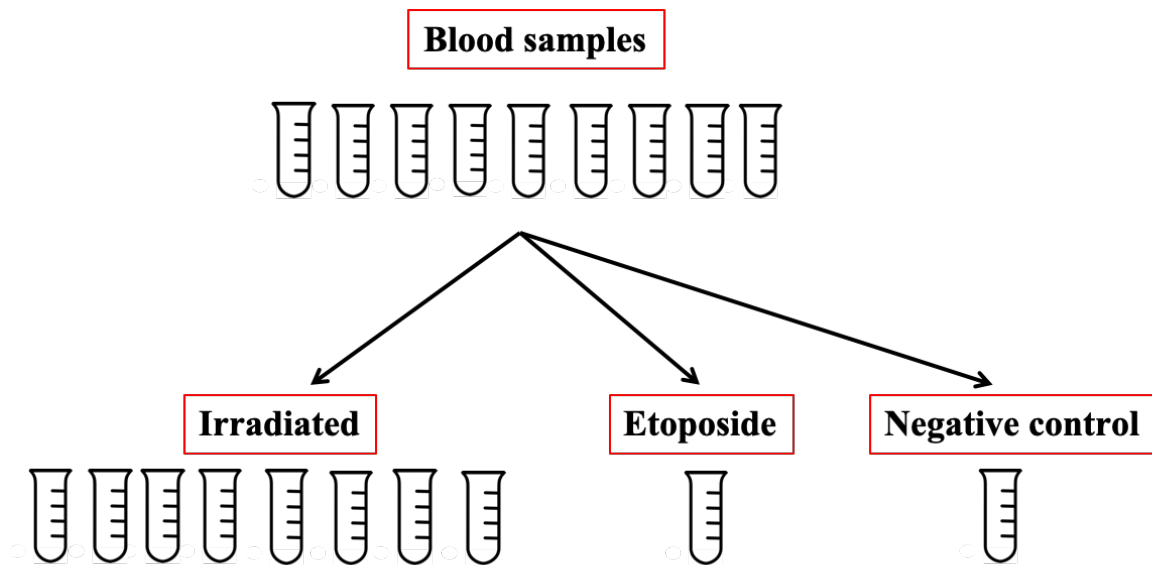 Blood samples
Irradiated
Etoposide
Negative control